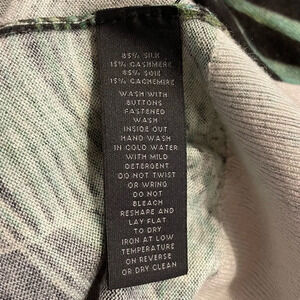 85% SILK
15% CASHMERE
85% SOIE
15% CACHEMIRE
WASH WITH
BUTTONS
FASTENED
WASH
INSIDE OUT
HAND WASH
IN COLD WATER
WITH MILD
DETERGENT
DO NOT TWIST
OR WRING
DO NOT
BLEACH
RESHAPE AND
LAY FLAT
TO DRY
IRON AT LOW
TEMPERATURE
ON REVERSE
OR DRY CLEAN